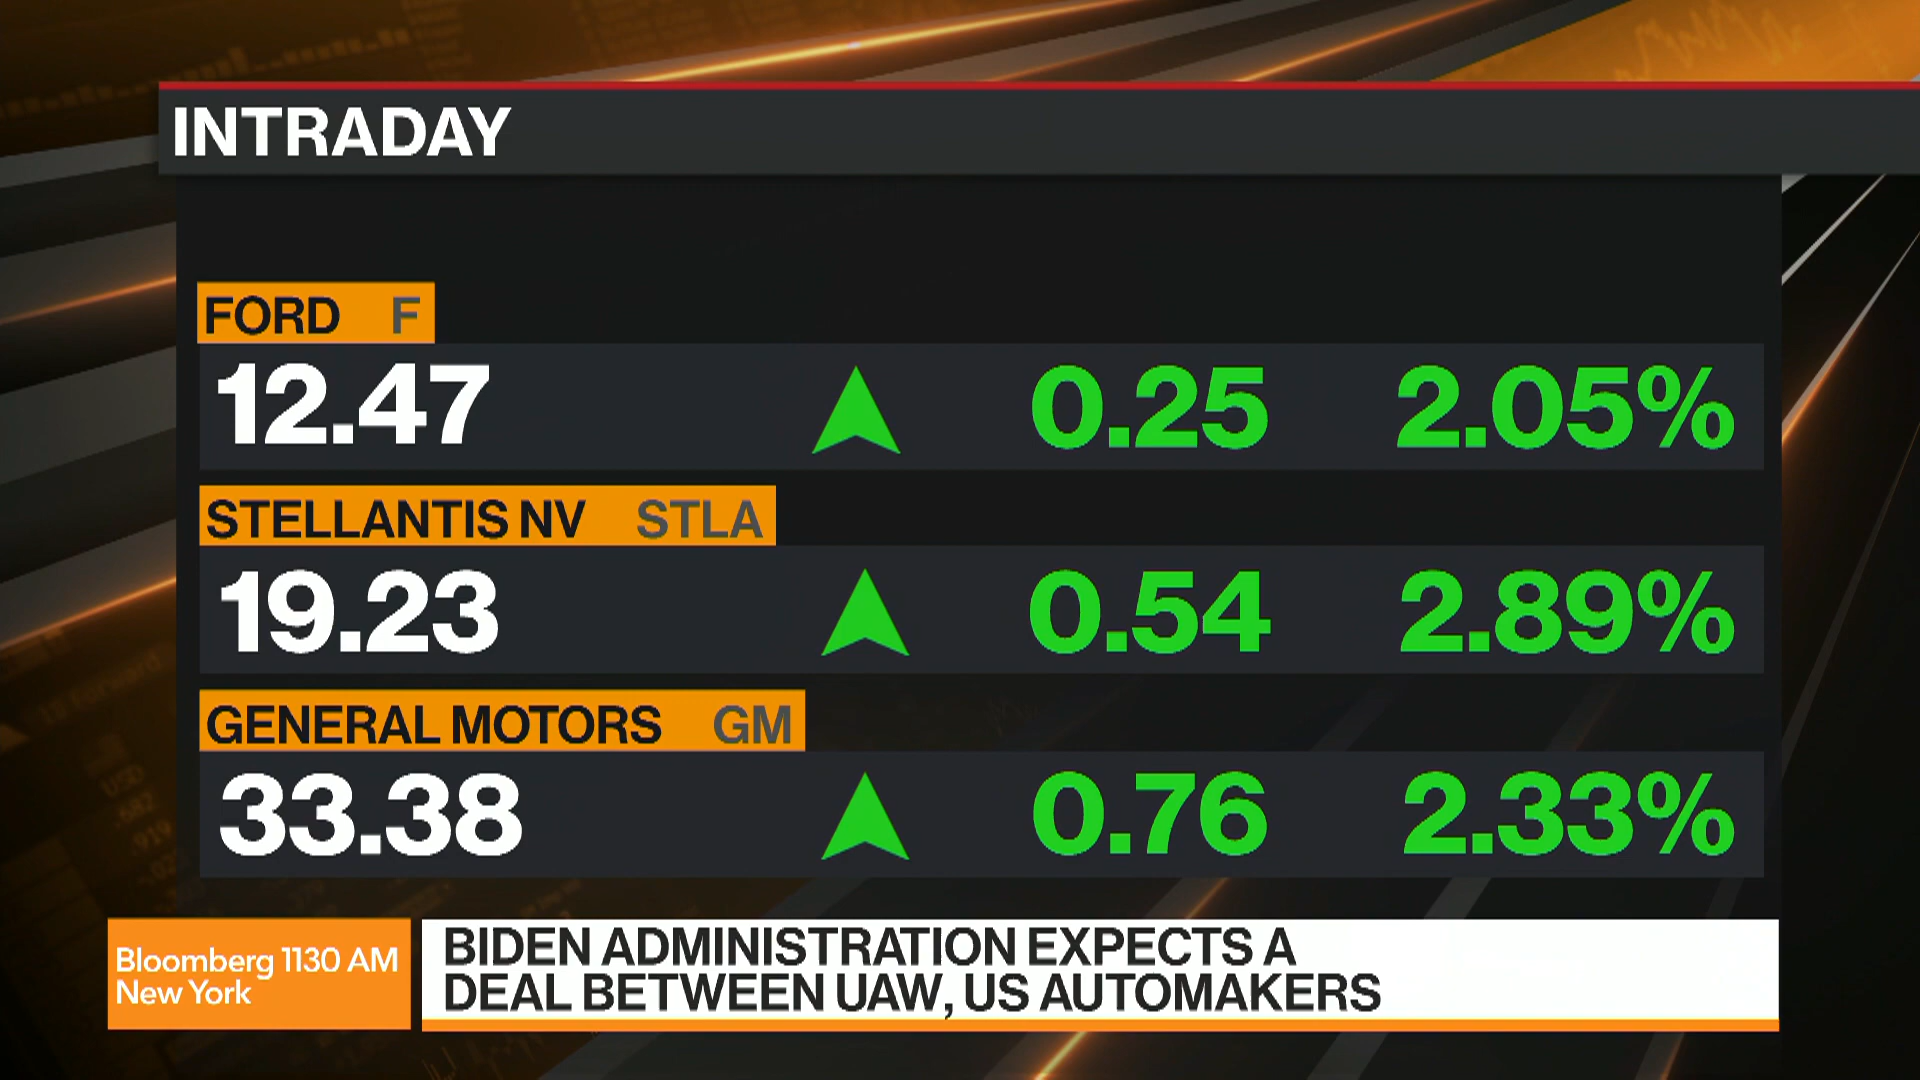 INTRADAY
FORD F
12.47 ▲ 0.25 2.05%
STELLANTIS NV STLA
19.23 ▲ 0.54 2.89%
GENERAL MOTORS GM
33.38 ▲ 0.76 2.33%
Bloomberg 1130 AM
New York
BIDEN ADMINISTRATION EXPECTS A
DEAL BETWEEN UAW, US AUTOMAKERS